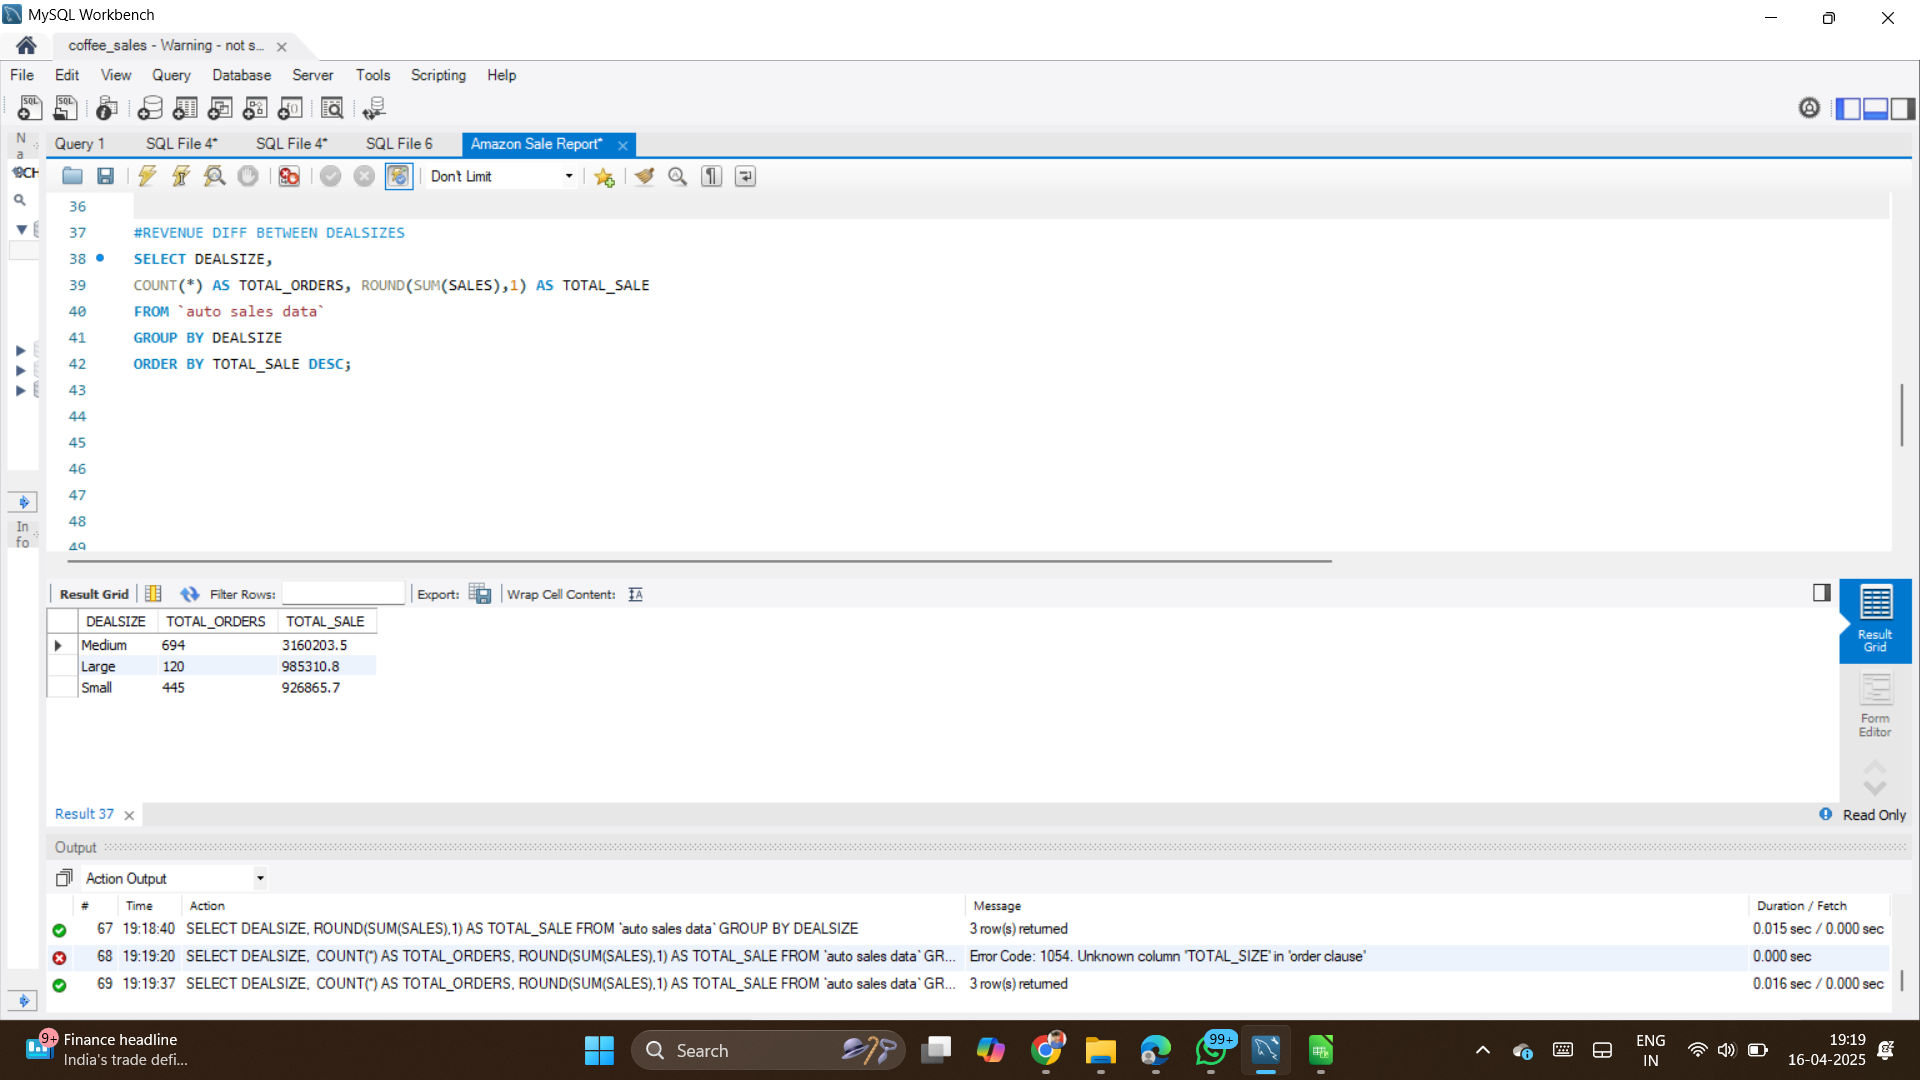 MySQL Workbench
coffee_sales - Warning - not s...
File Edit View Query Database Server Tools Scripting Help
Query 1 SQL File 4* SQL File 4* SQL File 6 Amazon Sale Report*
Don't Limit
N
a
SCH
In
fo
36
37 #REVENUE DIFF BETWEEN DEALSIZES
38 SELECT DEALSIZE,
39 COUNT(*) AS TOTAL_ORDERS, ROUND(SUM(SALES),1) AS TOTAL_SALE
40 FROM `auto sales data`
41 GROUP BY DEALSIZE
42 ORDER BY TOTAL_SALE DESC;
43
44
45
46
47
48
49
Result Grid Filter Rows: Export: Wrap Cell Content:
DEALSIZE TOTAL_ORDERS TOTAL_SALE
Medium 694 3160203.5
Large 120 985310.8
Small 445 926865.7
Result
Grid
Form
Editor
Result 37
Read Only
Output
Action Output
# Time Action Message Duration / Fetch
67 19:18:40 SELECT DEALSIZE, ROUND(SUM(SALES),1) AS TOTAL_SALE FROM `auto sales data` GROUP BY DEALSIZE 3 row(s) returned 0.015 sec / 0.000 sec
68 19:19:20 SELECT DEALSIZE, COUNT(*) AS TOTAL_ORDERS, ROUND(SUM(SALES),1) AS TOTAL_SALE FROM `auto sales data` GR... Error Code: 1054. Unknown column 'TOTAL_SIZE' in 'order clause' 0.000 sec
69 19:19:37 SELECT DEALSIZE, COUNT(*) AS TOTAL_ORDERS, ROUND(SUM(SALES),1) AS TOTAL_SALE FROM `auto sales data` GR... 3 row(s) returned 0.016 sec / 0.000 sec
9+
Finance headline
India's trade defi...
Search
99+
ENG
IN
19:19
16-04-2025